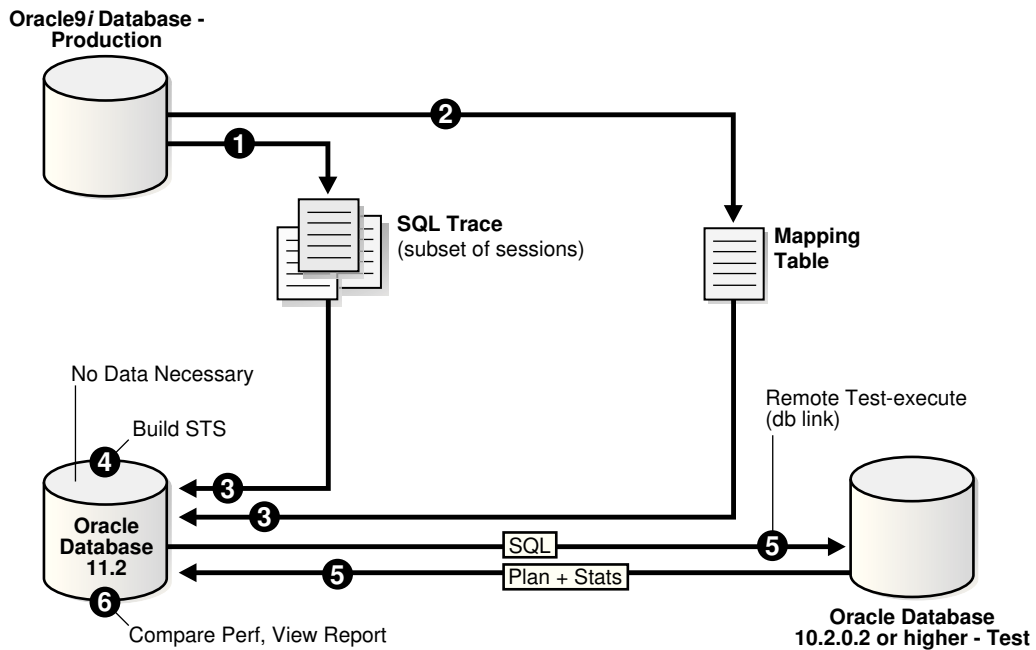 Oracle9i Database -
Production
2
1
SQL Trace
(subset of sessions)
Mapping
Table
No Data Necessary
Remote Test-execute
(db link)
Build STS
4
3
3
Oracle
Database
11.2
SQL
5
5
Plan + Stats
6
Compare Perf, View Report
Oracle Database
10.2.0.2 or higher - Test